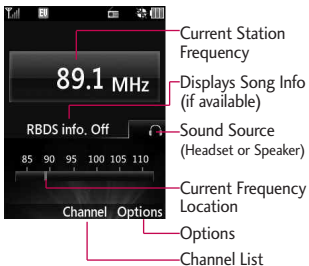 EU
89.1 MHz
RBDS info. Off
85 90 95 100 105 110
Channel Options
Current Station
Frequency
Displays Song Info
(if available)
Sound Source
(Headset or Speaker)
Current Frequency
Location
Options
Channel List